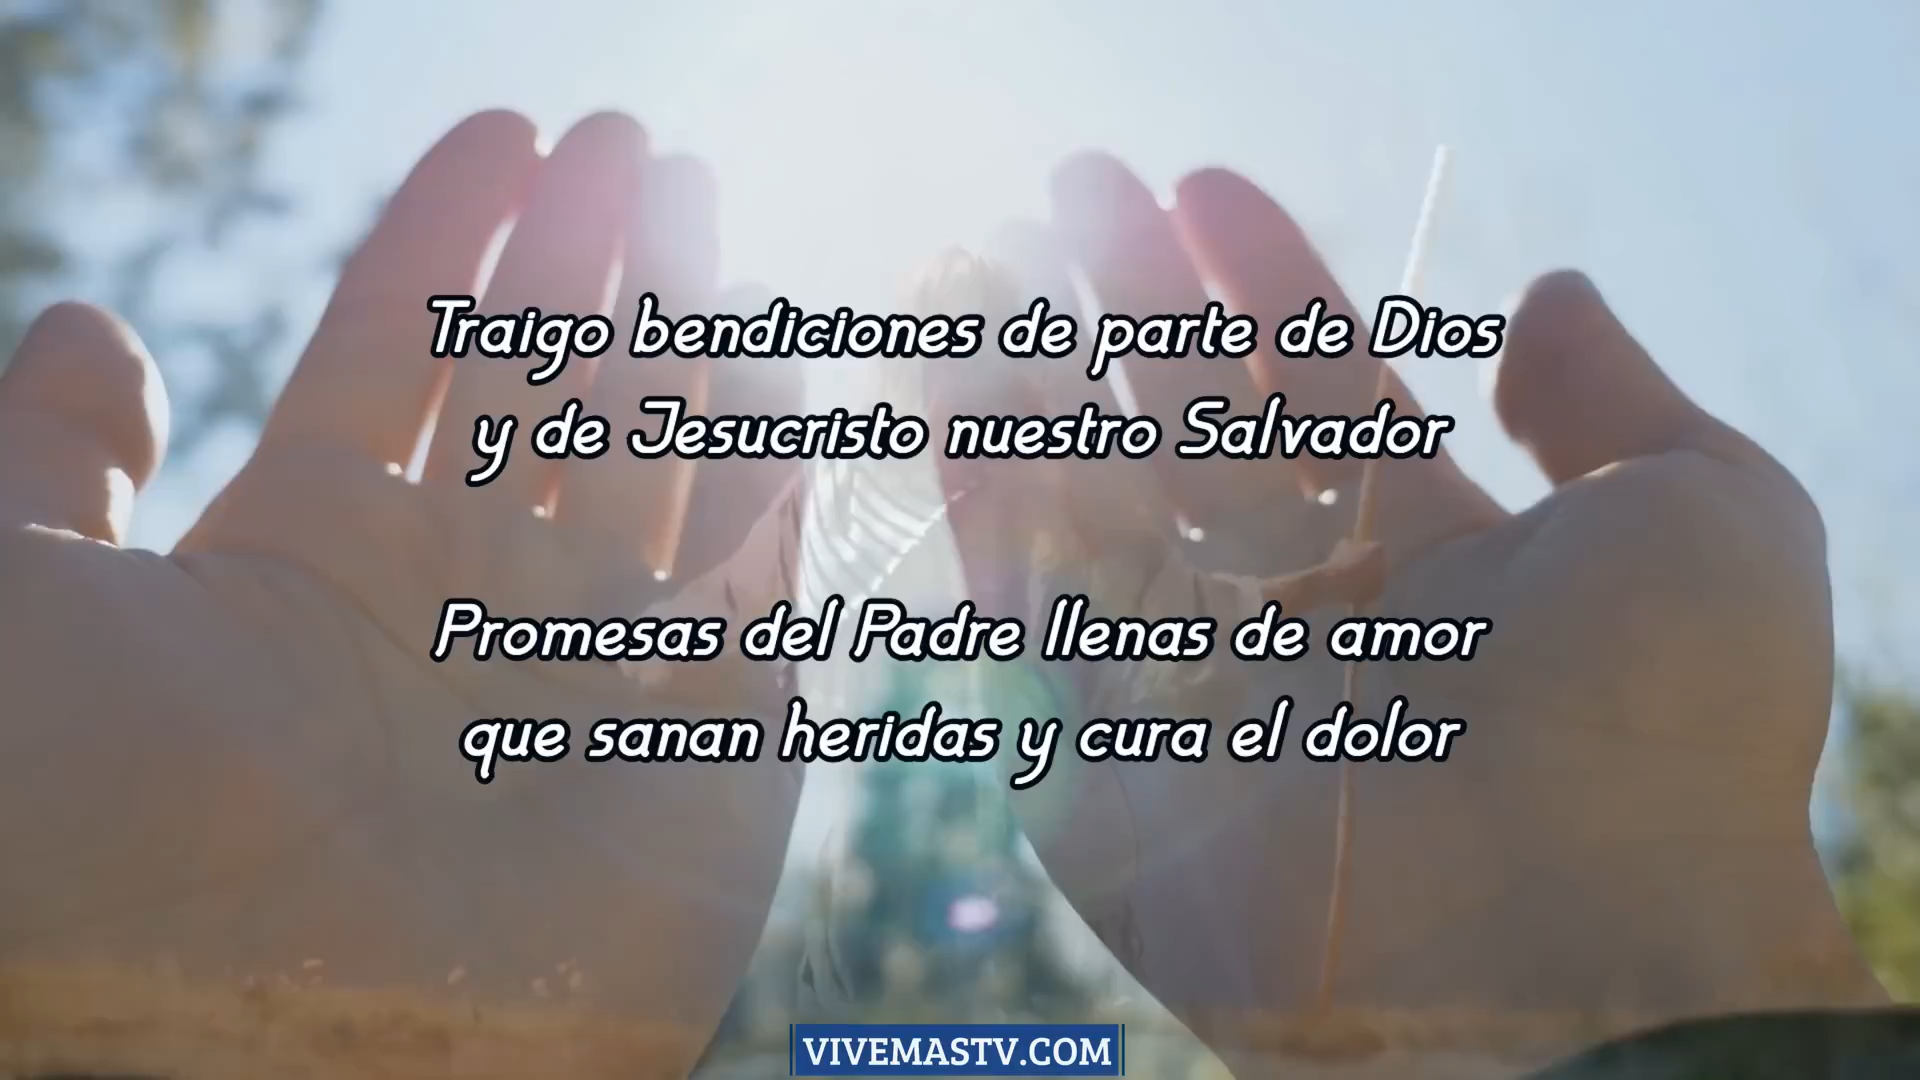 Traigo bendiciones de parte de Dios
y de Jesucristo nuestro Salvador
Promesas del Padre llenas de amor
que sanan heridas y cura el dolor
VIVEMASTV.COM